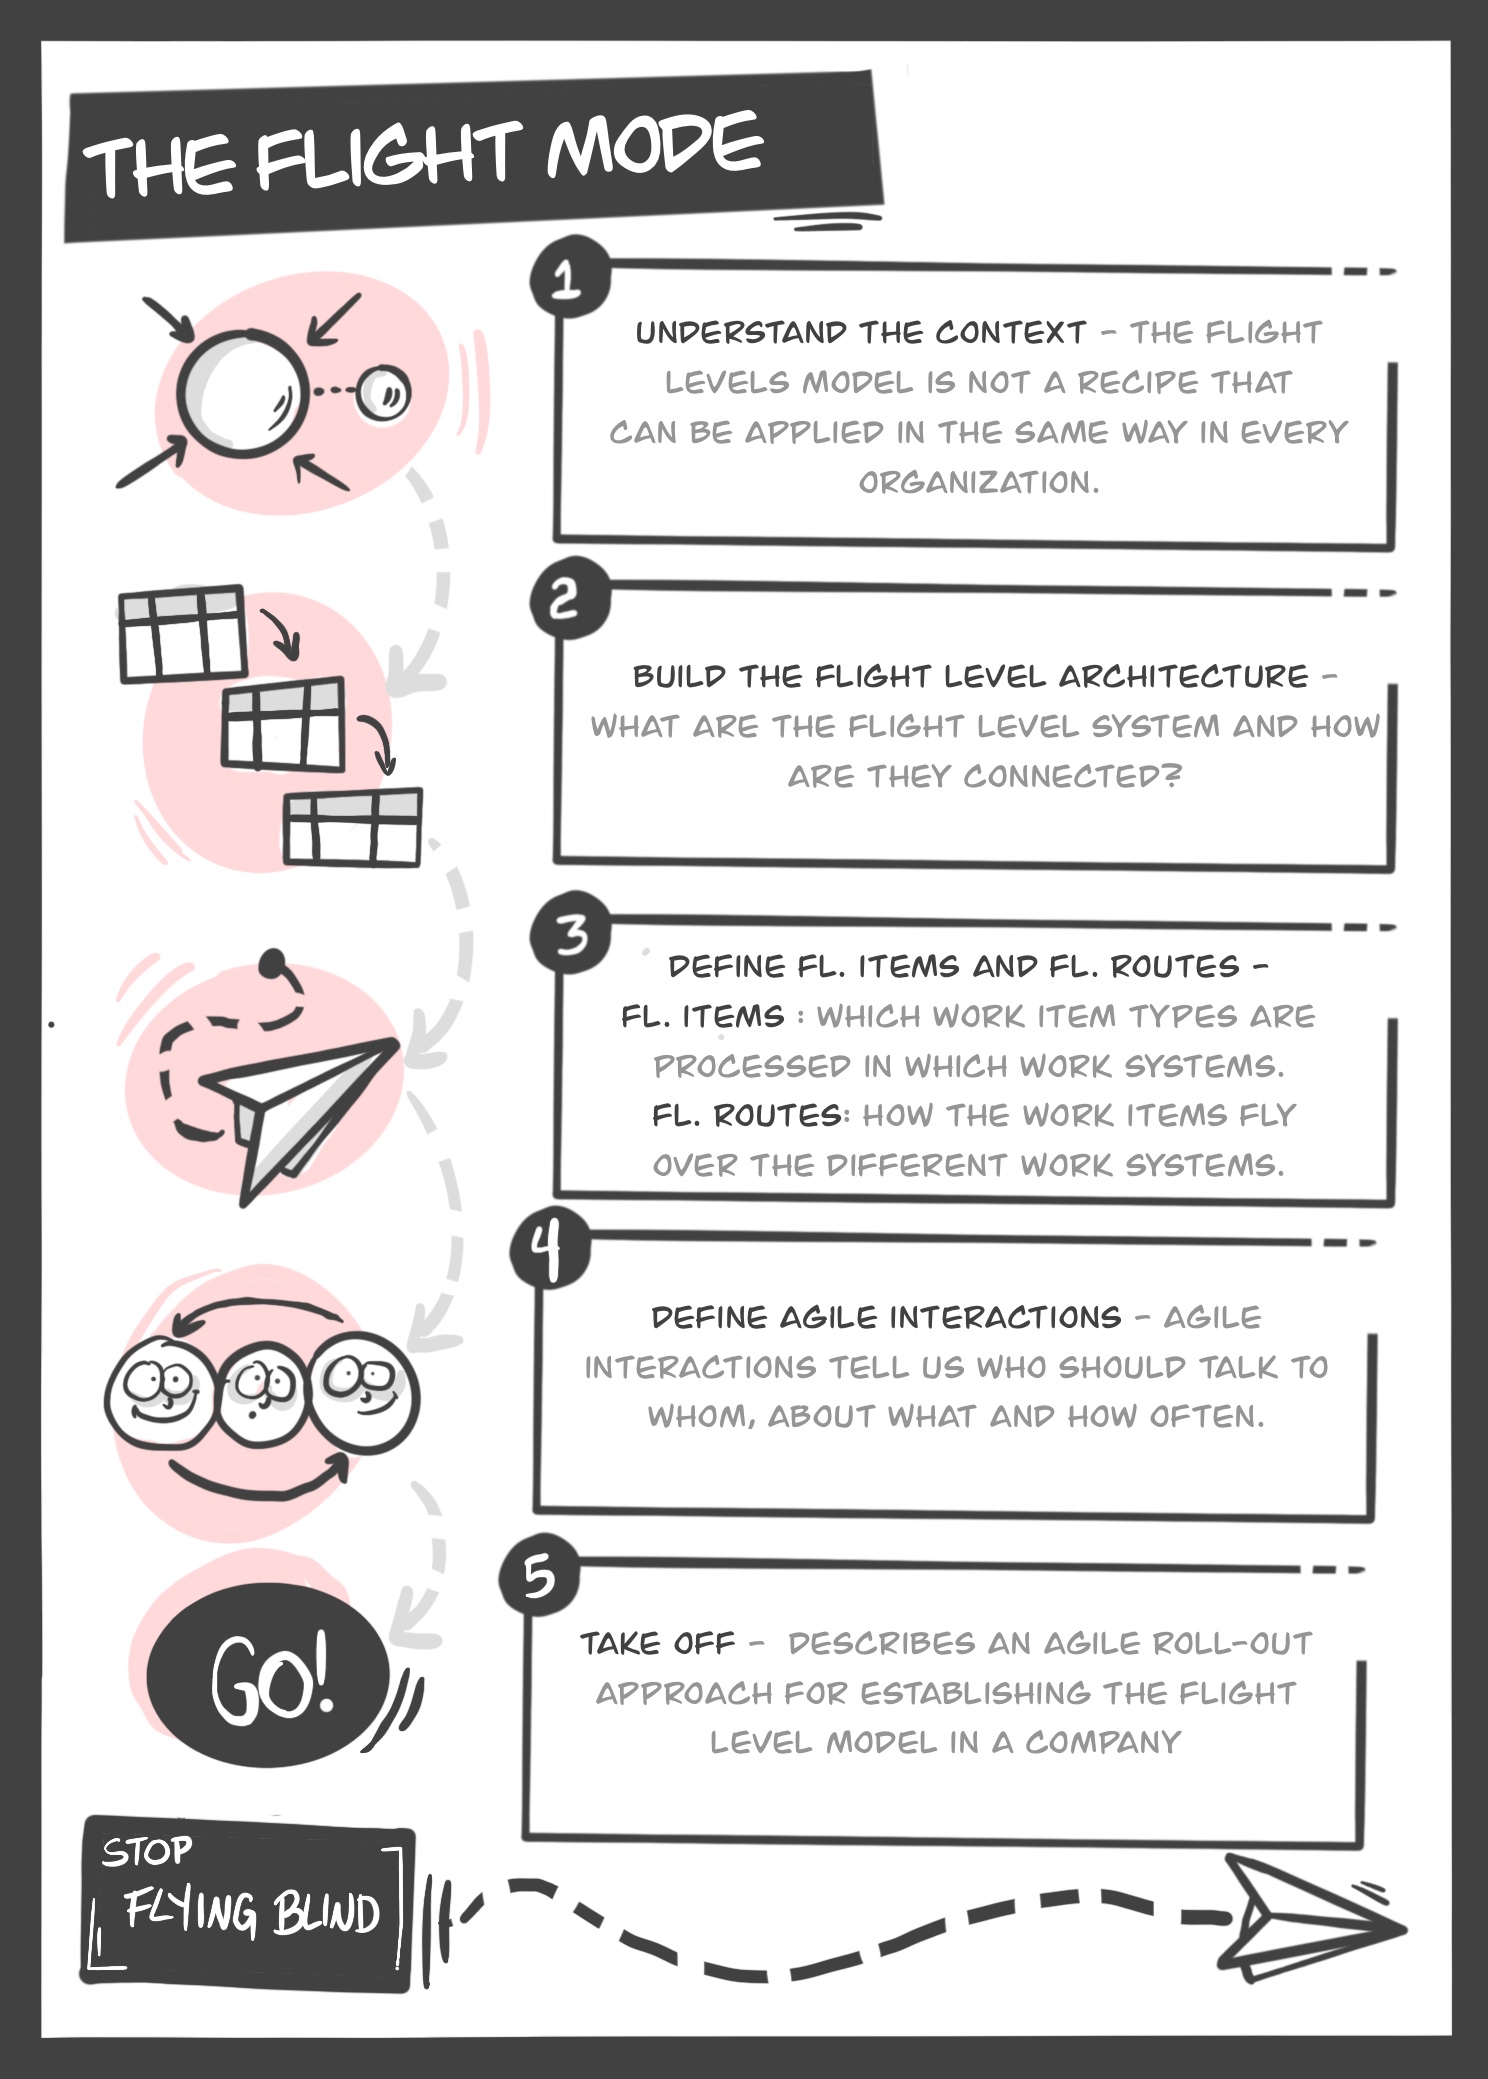 THE FLIGHT MODE
1
UNDERSTAND THE CONTEXT - THE FLIGHT
LEVELS MODEL IS NOT A RECIPE THAT
CAN BE APPLIED IN THE SAME WAY IN EVERY
ORGANIZATION.
2
BUILD THE FLIGHT LEVEL ARCHITECTURE -
WHAT ARE THE FLIGHT LEVEL SYSTEM AND HOW
ARE THEY CONNECTED?
3
DEFINE FL. ITEMS AND FL. ROUTES -
FL. ITEMS : WHICH WORK ITEM TYPES ARE
PROCESSED IN WHICH WORK SYSTEMS.
FL. ROUTES: HOW THE WORK ITEMS FLY
OVER THE DIFFERENT WORK SYSTEMS.
4
DEFINE AGILE INTERACTIONS - AGILE
INTERACTIONS TELL US WHO SHOULD TALK TO
WHOM, ABOUT WHAT AND HOW OFTEN.
5
TAKE OFF - DESCRIBES AN AGILE ROLL-OUT
APPROACH FOR ESTABLISHING THE FLIGHT
LEVEL MODEL IN A COMPANY
GO!
STOP
FLYING BLIND